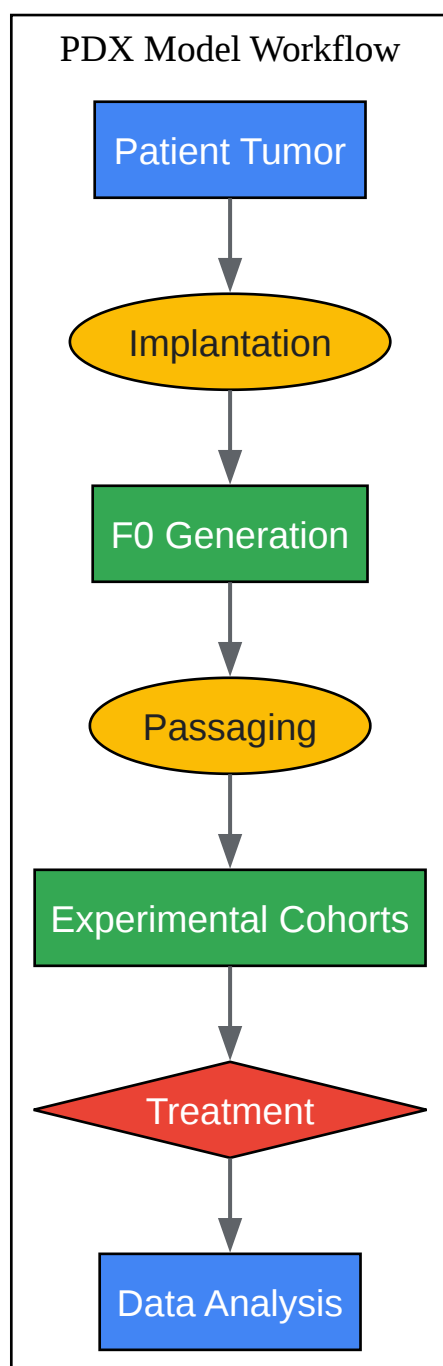 PDX Model Workflow
Patient Tumor
Implantation
F0 Generation
Passaging
Experimental Cohorts
Treatment
Data Analysis